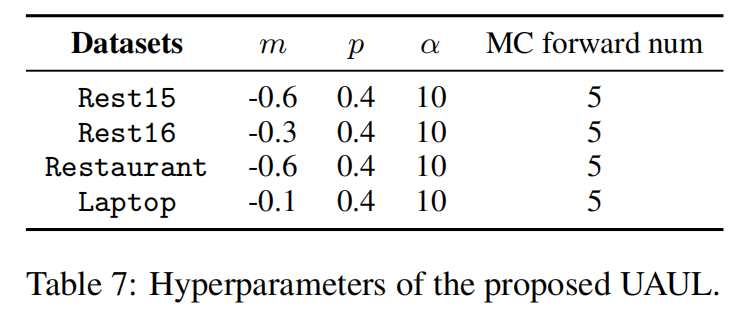 Datasets m p α MC forward num
Rest15 -0.6 0.4 10 5
Rest16 -0.3 0.4 10 5
Restaurant -0.6 0.4 10 5
Laptop -0.1 0.4 10 5
Table 7: Hyperparameters of the proposed UAUL.